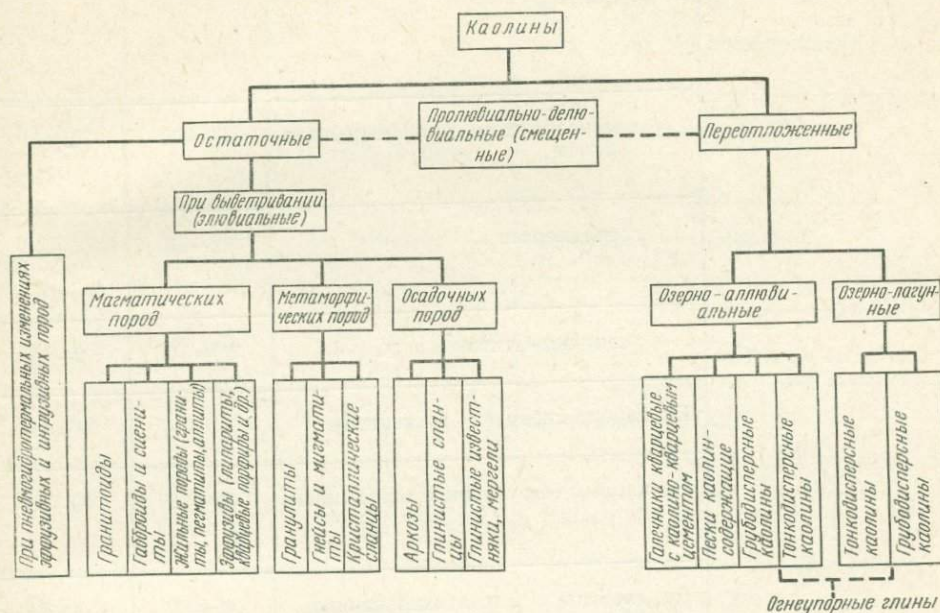 Каолины
Пролювиально-делю-
виальные (смещен-
ные)
Остаточные
Переотложенные
При выветривании
(элювиальные)
При пневмогидротермальных изменениях
эффузивных и интрузивных пород
Магматических
пород
Метаморфи-
ческих пород
Осадочных
пород
Озерно-аллюви-
альные
Озерно-лагун-
ные
Гранитоиды
Габброиды и сиени-
ты
Жильные породы (грани-
ты, пегматиты, аплиты)
Эффузивы (липариты,
кварцевые порфиры и др.)
Гранулиты
Гнейсы и мигмати-
ты
Кристаллические
сланцы
Аркозы
Глинистые слан-
цы
Глинистые извест-
няки, мергели
Галечники кварцевые
с каолино-кварцевым
цементом
Пески каолин-
содержащие
Грубодисперсные
каолины
Тонкодисперсные
каолины
Тонкодисперсные
каолины
Грубодисперсные
каолины
Огнеупорные глины